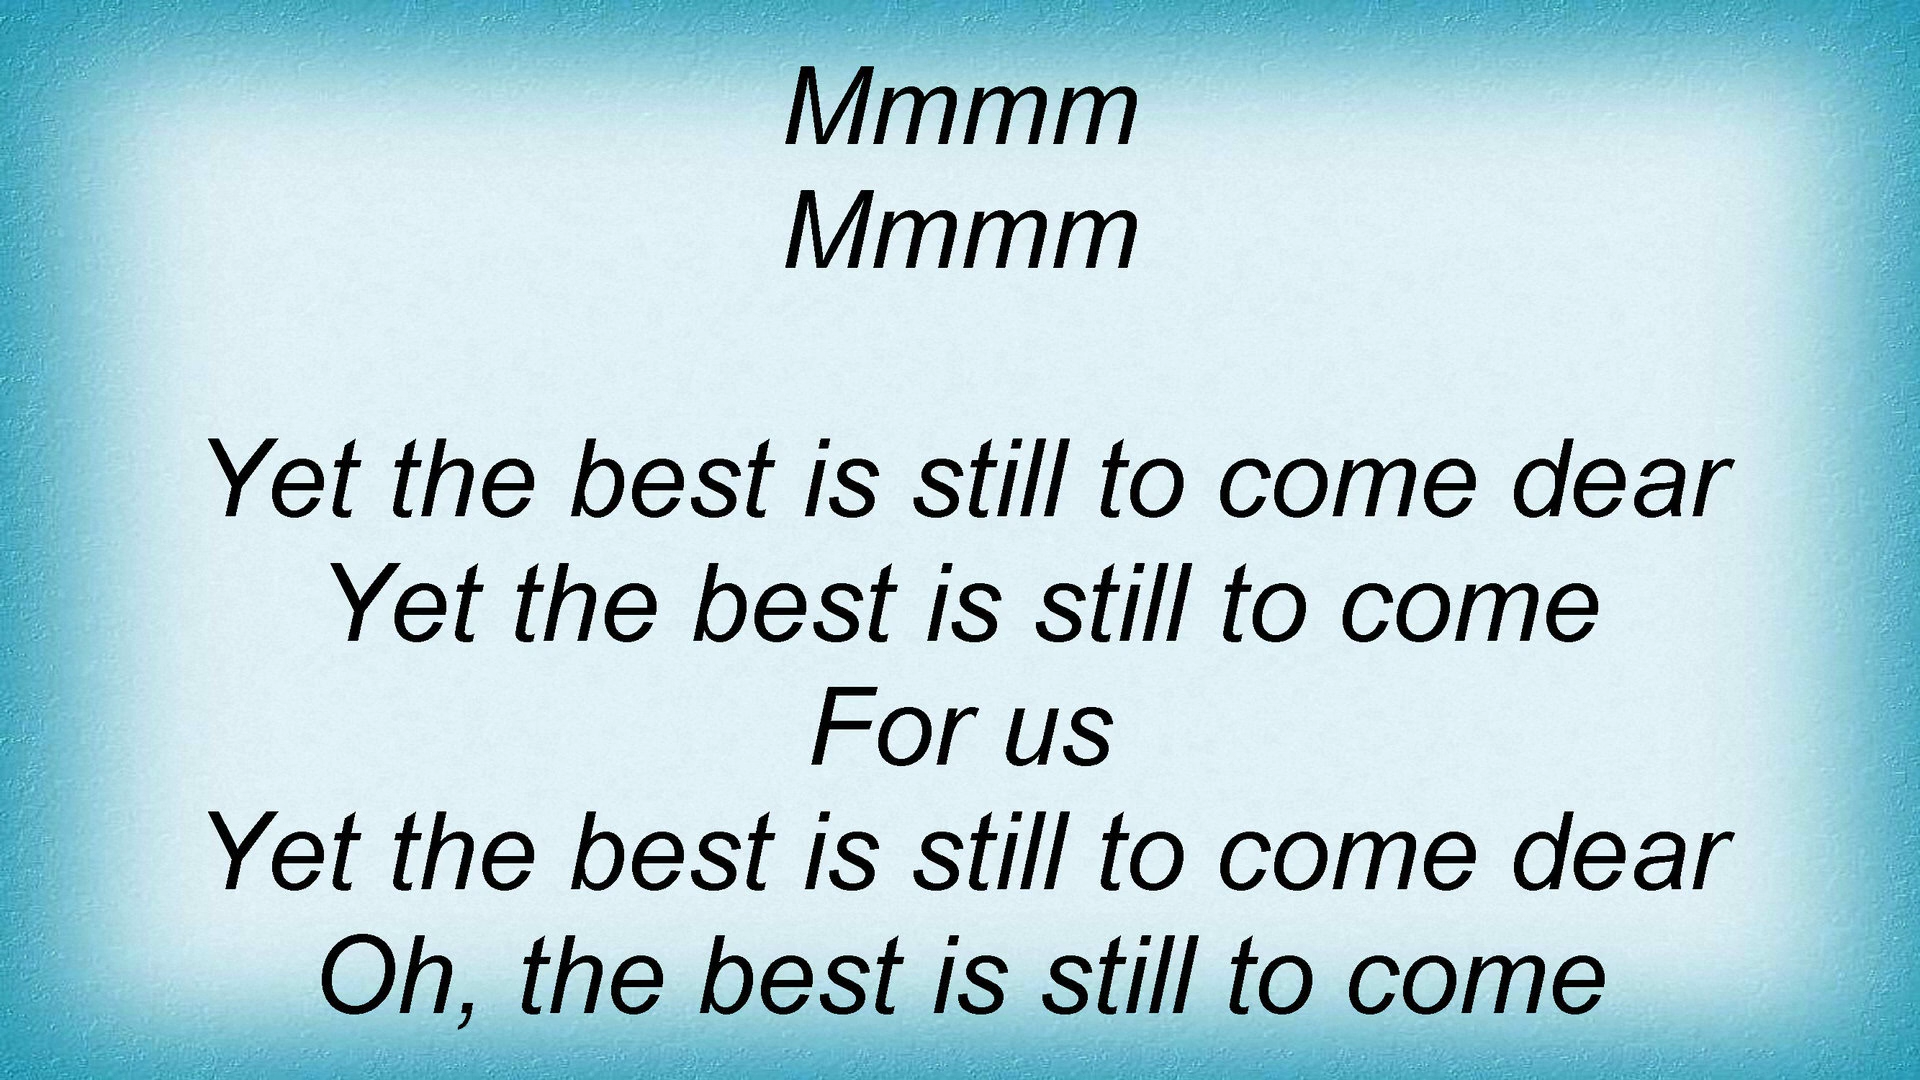 Mmmm
Mmmm
Yet the best is still to come dear
Yet the best is still to come
For us
Yet the best is still to come dear
Oh, the best is still to come